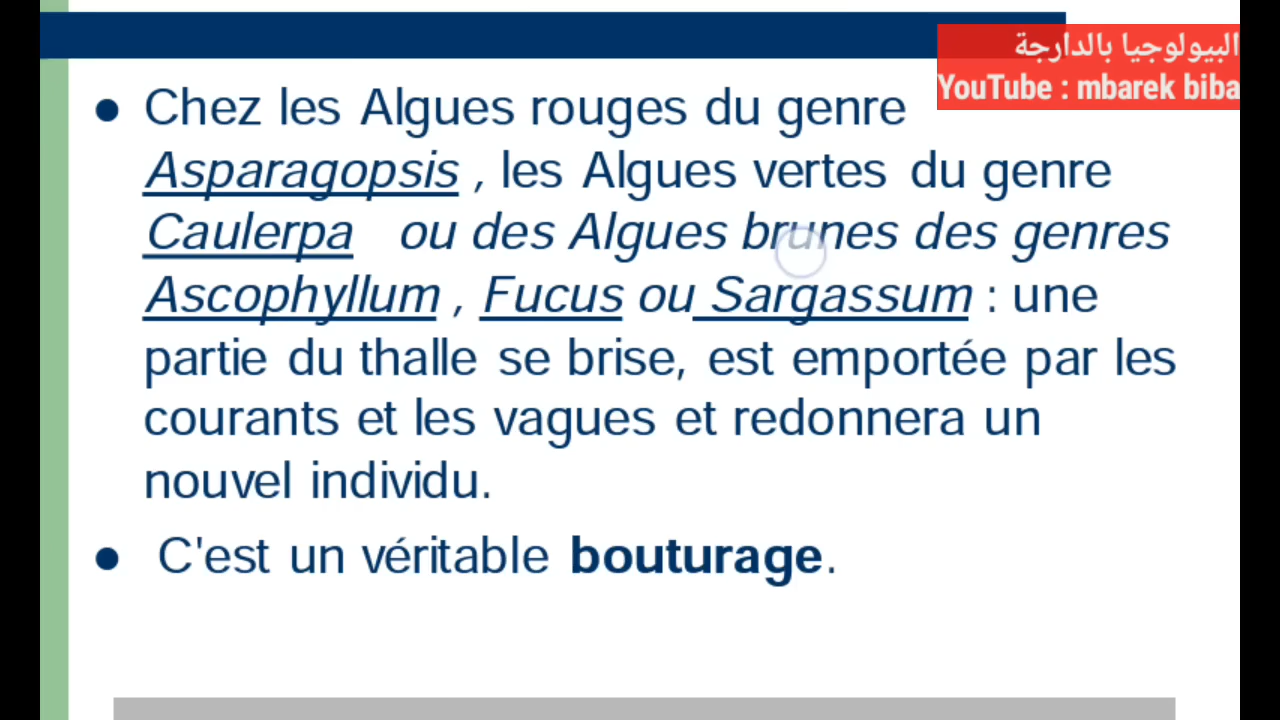 البيولوجيا بالدارجة
YouTube : mbarek biba
● Chez les Algues rouges du genre
Asparagopsis , les Algues vertes du genre
Caulerpa ou des Algues brunes des genres
Ascophyllum , Fucus ou Sargassum : une
partie du thalle se brise, est emportée par les
courants et les vagues et redonnera un
nouvel individu.
● C'est un véritable bouturage.